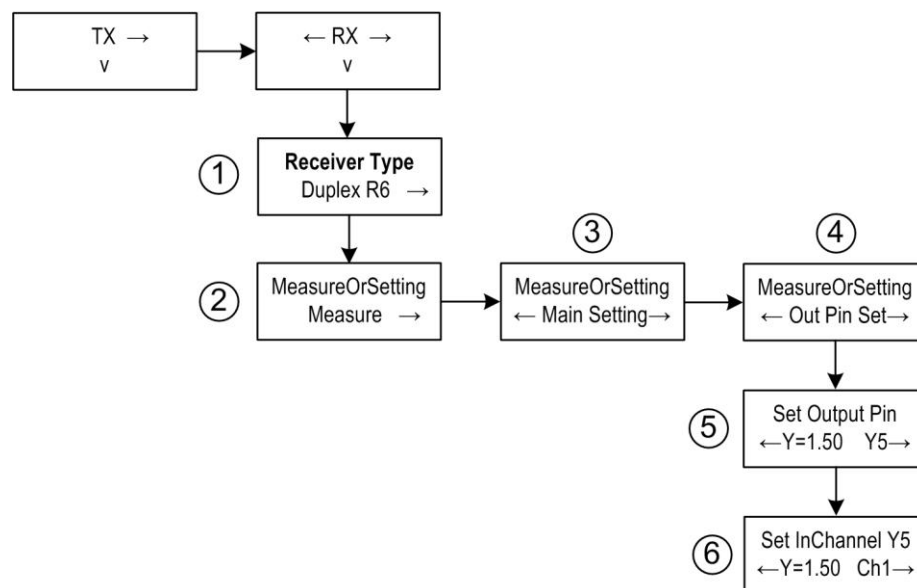 TX →
v
← RX →
v
1
Receiver Type
Duplex R6 →
2
MeasureOrSetting
Measure →
3
MeasureOrSetting
← Main Setting→
4
MeasureOrSetting
← Out Pin Set→
5
Set Output Pin
←Y=1.50 Y5→
6
Set InChannel Y5
←Y=1.50 Ch1→